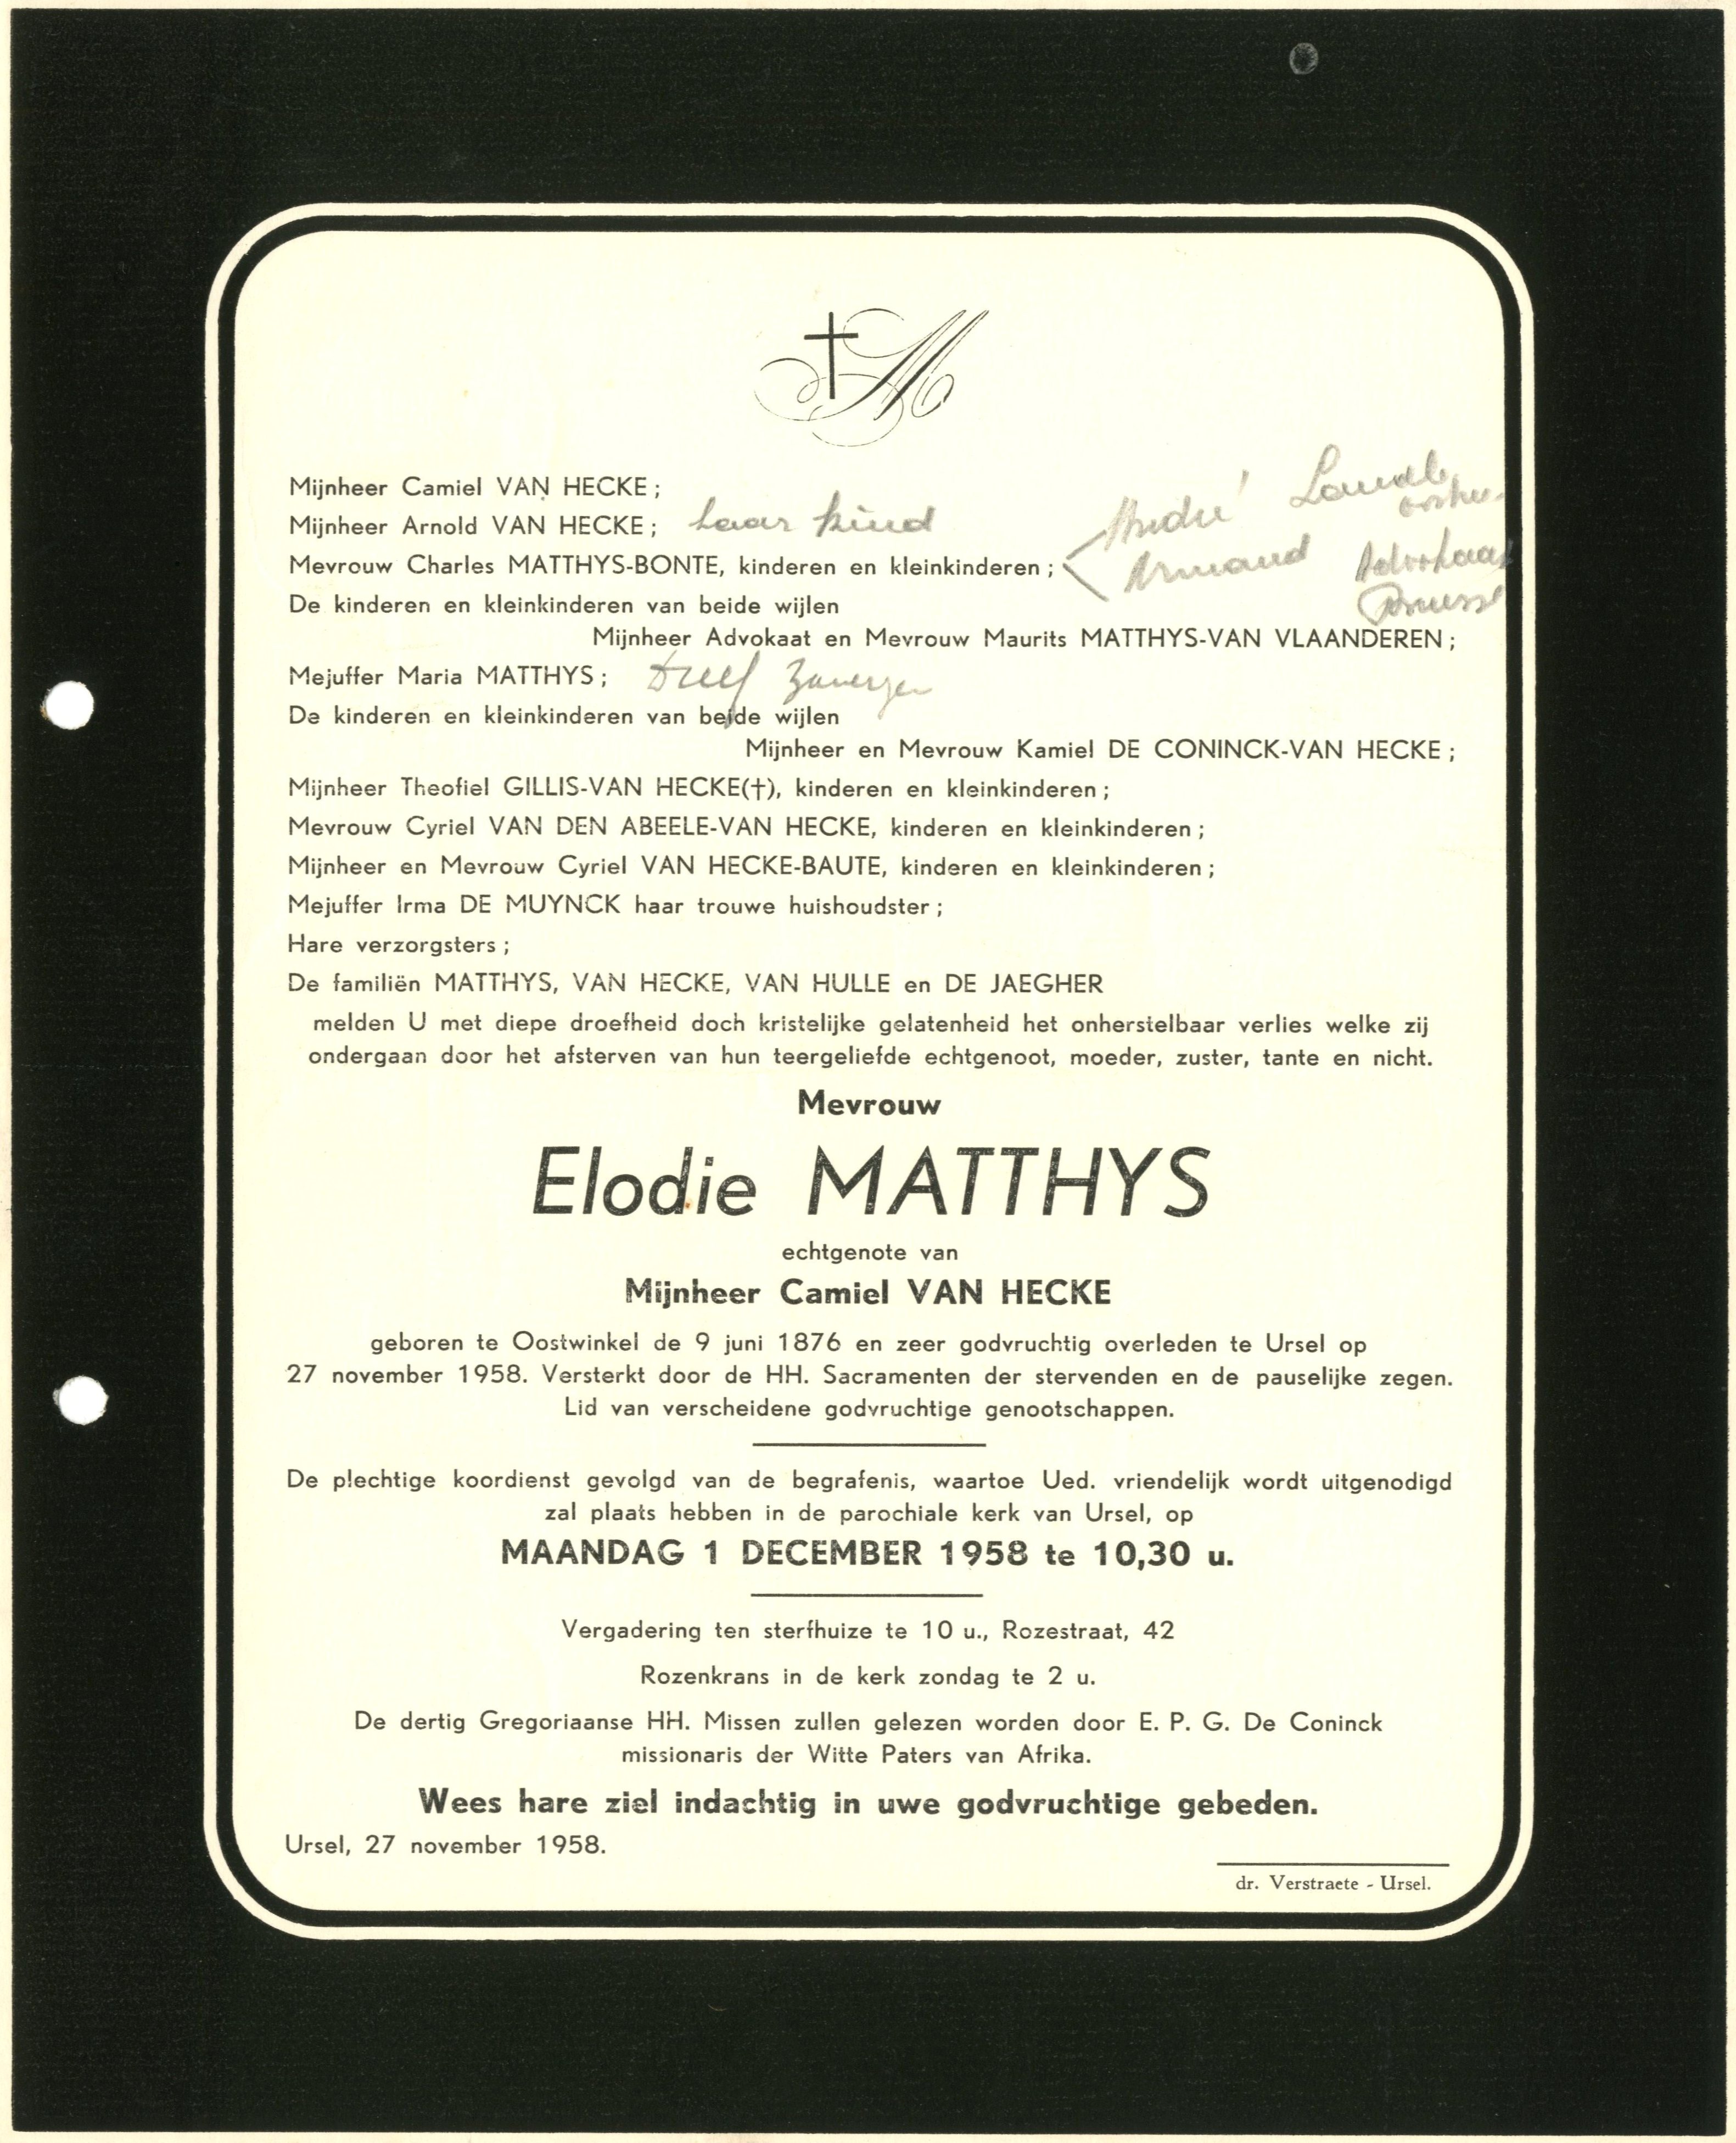 M
Mijnheer Camiel VAN HECKE ;
Mijnheer Arnold VAN HECKE ; haar kind
André
Mevrouw Charles MATTHYS-BONTE, kinderen en kleinkinderen ; Armand Advokaat
De kinderen en kleinkinderen van beide wijlen
Mijnheer Advokaat en Mevrouw Maurits MATTHYS-VAN VLAANDEREN ;
Mejuffer Maria MATTHYS ;
De kinderen en kleinkinderen van beide wijlen
Mijnheer en Mevrouw Kamiel DE CONINCK-VAN HECKE ;
Mijnheer Theofiel GILLIS-VAN HECKE(†), kinderen en kleinkinderen ;
Mevrouw Cyriel VAN DEN ABEELE-VAN HECKE, kinderen en kleinkinderen ;
Mijnheer en Mevrouw Cyriel VAN HECKE-BAUTE, kinderen en kleinkinderen ;
Mejuffer Irma DE MUYNCK haar trouwe huishoudster ;
Hare verzorgsters ;
De familiën MATTHYS, VAN HECKE, VAN HULLE en DE JAEGHER
melden U met diepe droefheid doch kristelijke gelatenheid het onherstelbaar verlies welke zij
ondergaan door het afsterven van hun teergeliefde echtgenoot, moeder, zuster, tante en nicht.
Mevrouw
Elodie MATTHYS
echtgenote van
Mijnheer Camiel VAN HECKE
geboren te Oostwinkel de 9 juni 1876 en zeer godvruchtig overleden te Ursel op
27 november 1958. Versterkt door de HH. Sacramenten der stervenden en de pauselijke zegen.
Lid van verscheidene godvruchtige genootschappen.
De plechtige koordienst gevolgd van de begrafenis, waartoe Ued. vriendelijk wordt uitgenodigd
zal plaats hebben in de parochiale kerk van Ursel, op
MAANDAG 1 DECEMBER 1958 te 10,30 u.
Vergadering ten sterfhuize te 10 u., Rozestraat, 42
Rozenkrans in de kerk zondag te 2 u.
De dertig Gregoriaanse HH. Missen zullen gelezen worden door E. P. G. De Coninck
missionaris der Witte Paters van Afrika.
Wees hare ziel indachtig in uwe godvruchtige gebeden.
Ursel, 27 november 1958.
dr. Verstraete - Ursel.